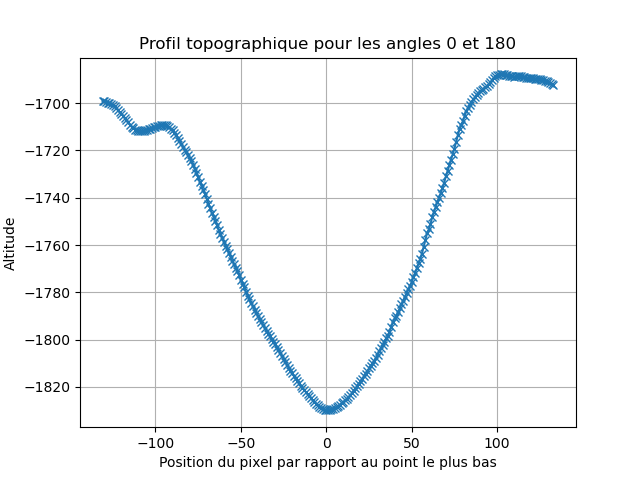 Profil topographique pour les angles 0 et 180
Altitude
−1700
−1720
−1740
−1760
−1780
−1800
−1820
−100 −50 0 50 100
Position du pixel par rapport au point le plus bas